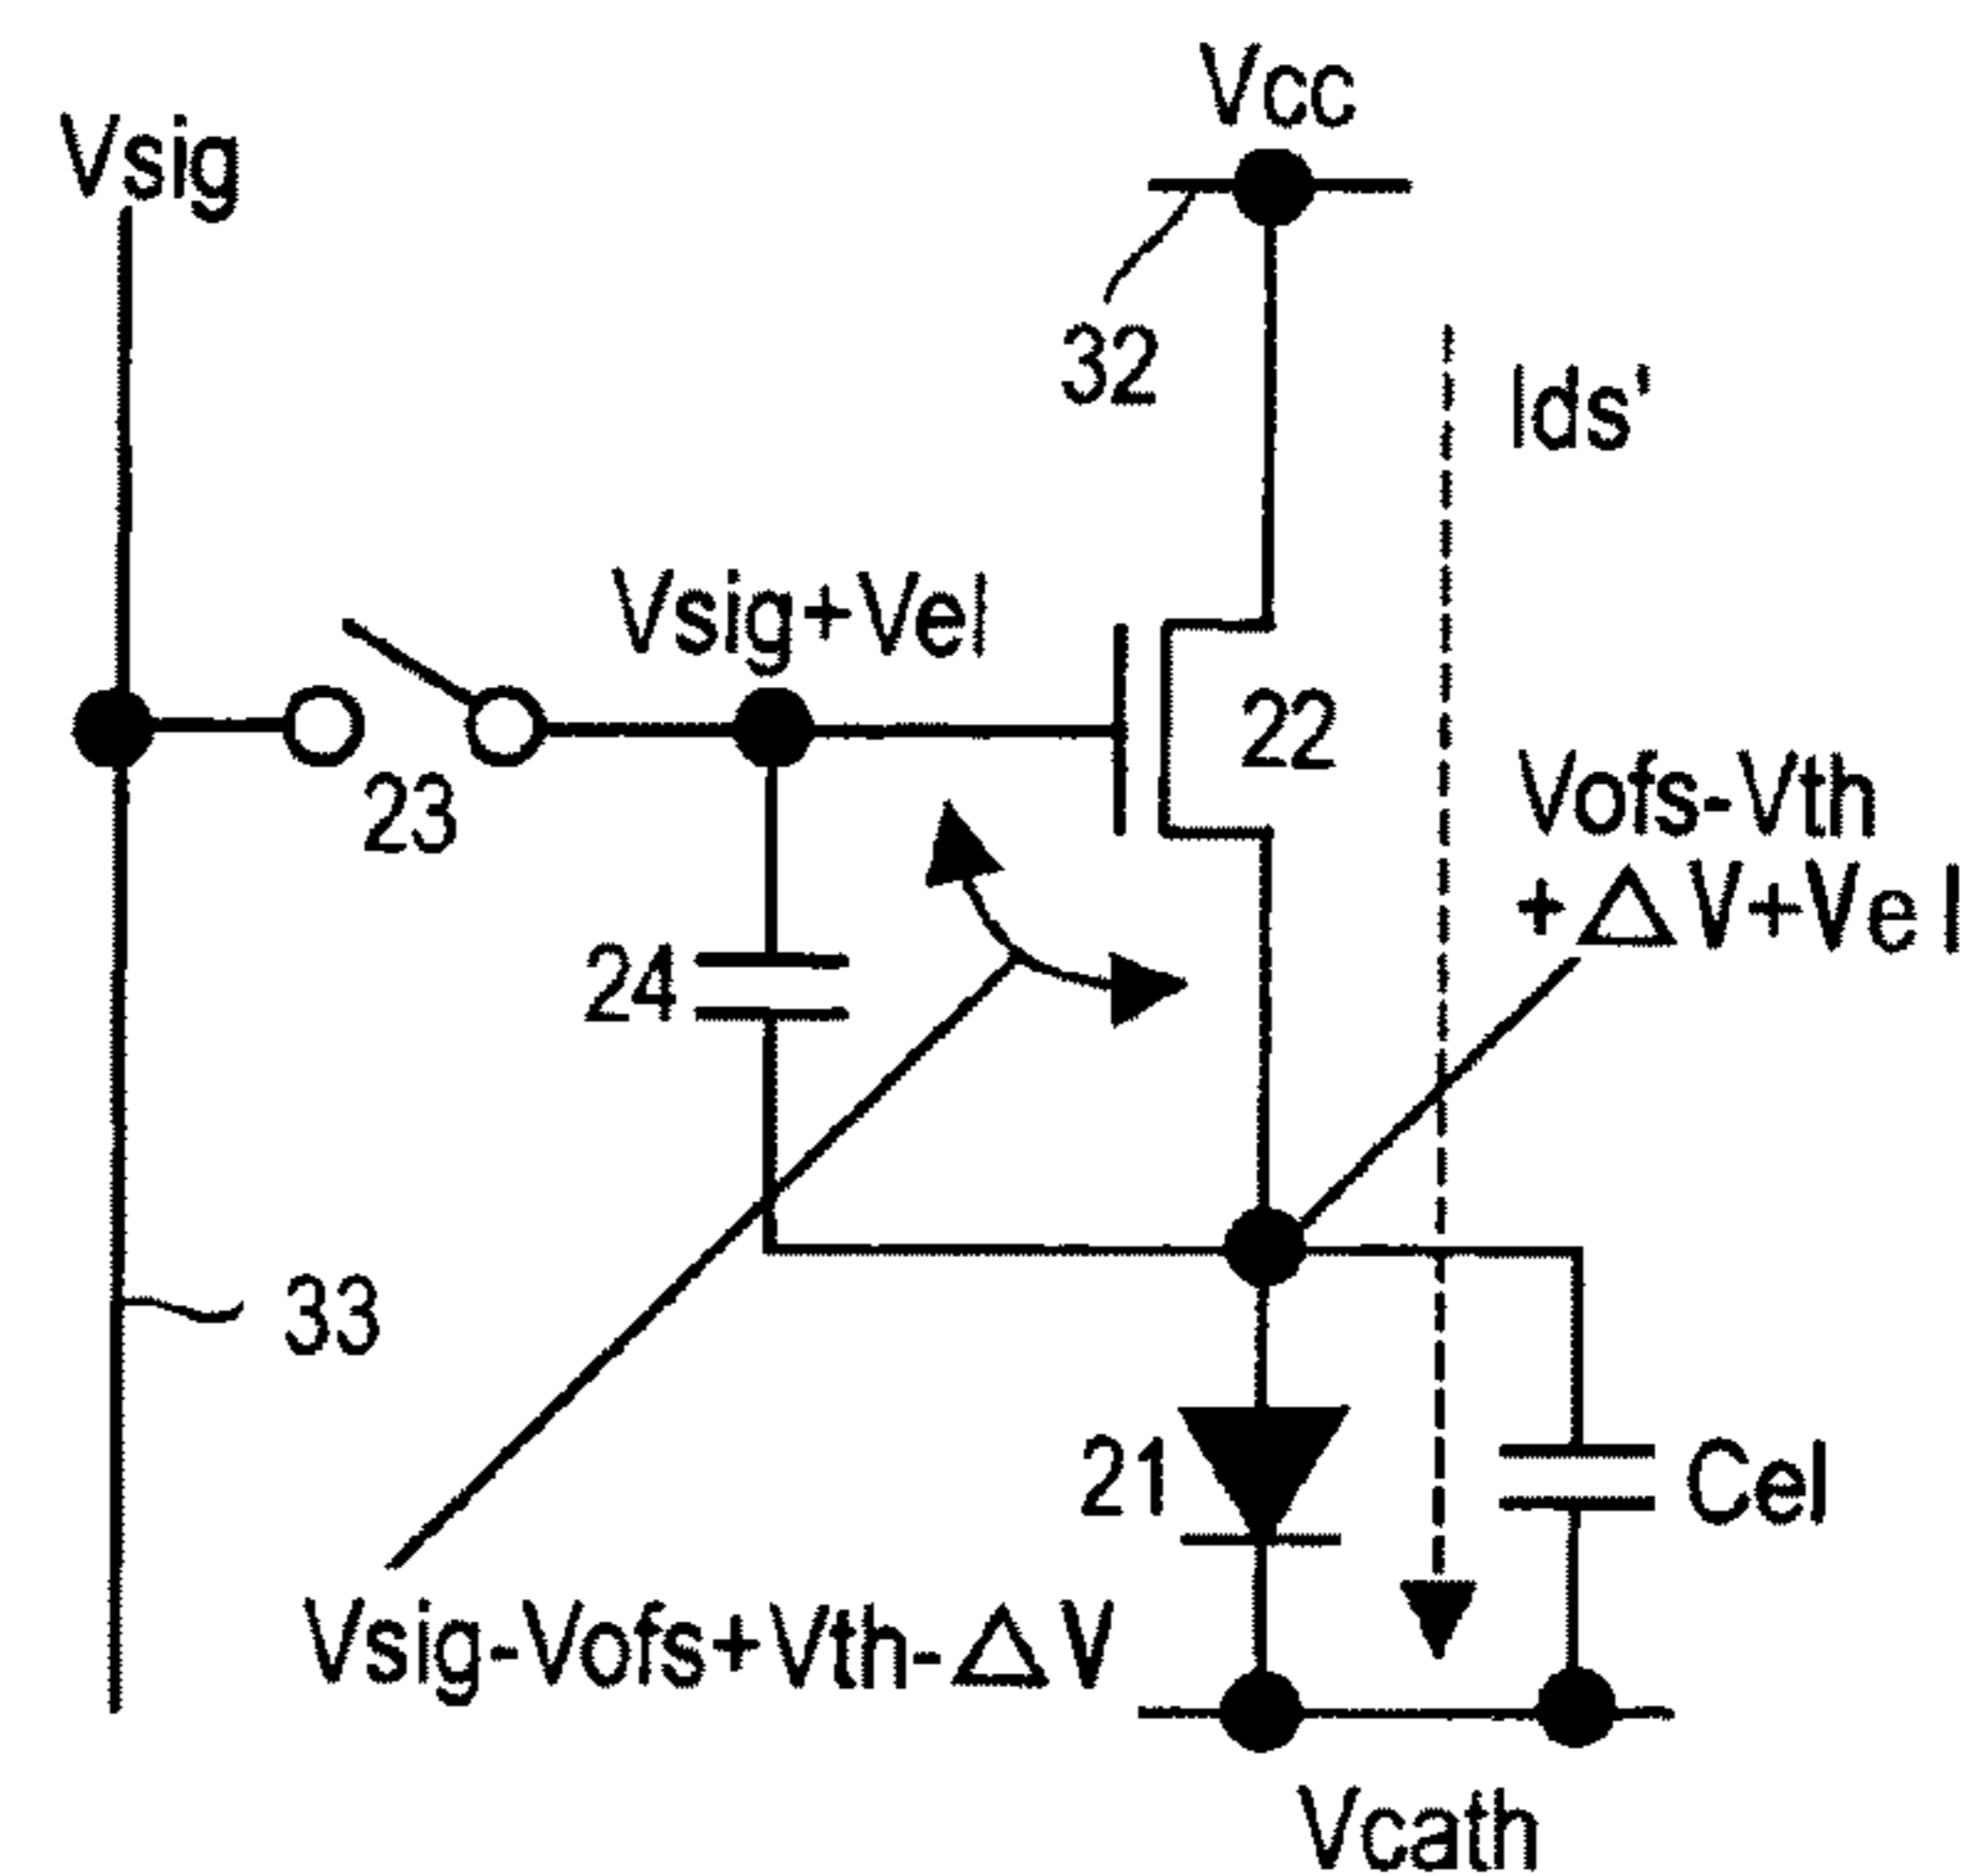 Vcc
Vsig
32
Ids'
Vsig+Vel
22
23
Vofs-Vth
+△V+Vel
24
33
21
Cel
Vsig-Vofs+Vth-△V
Vcath